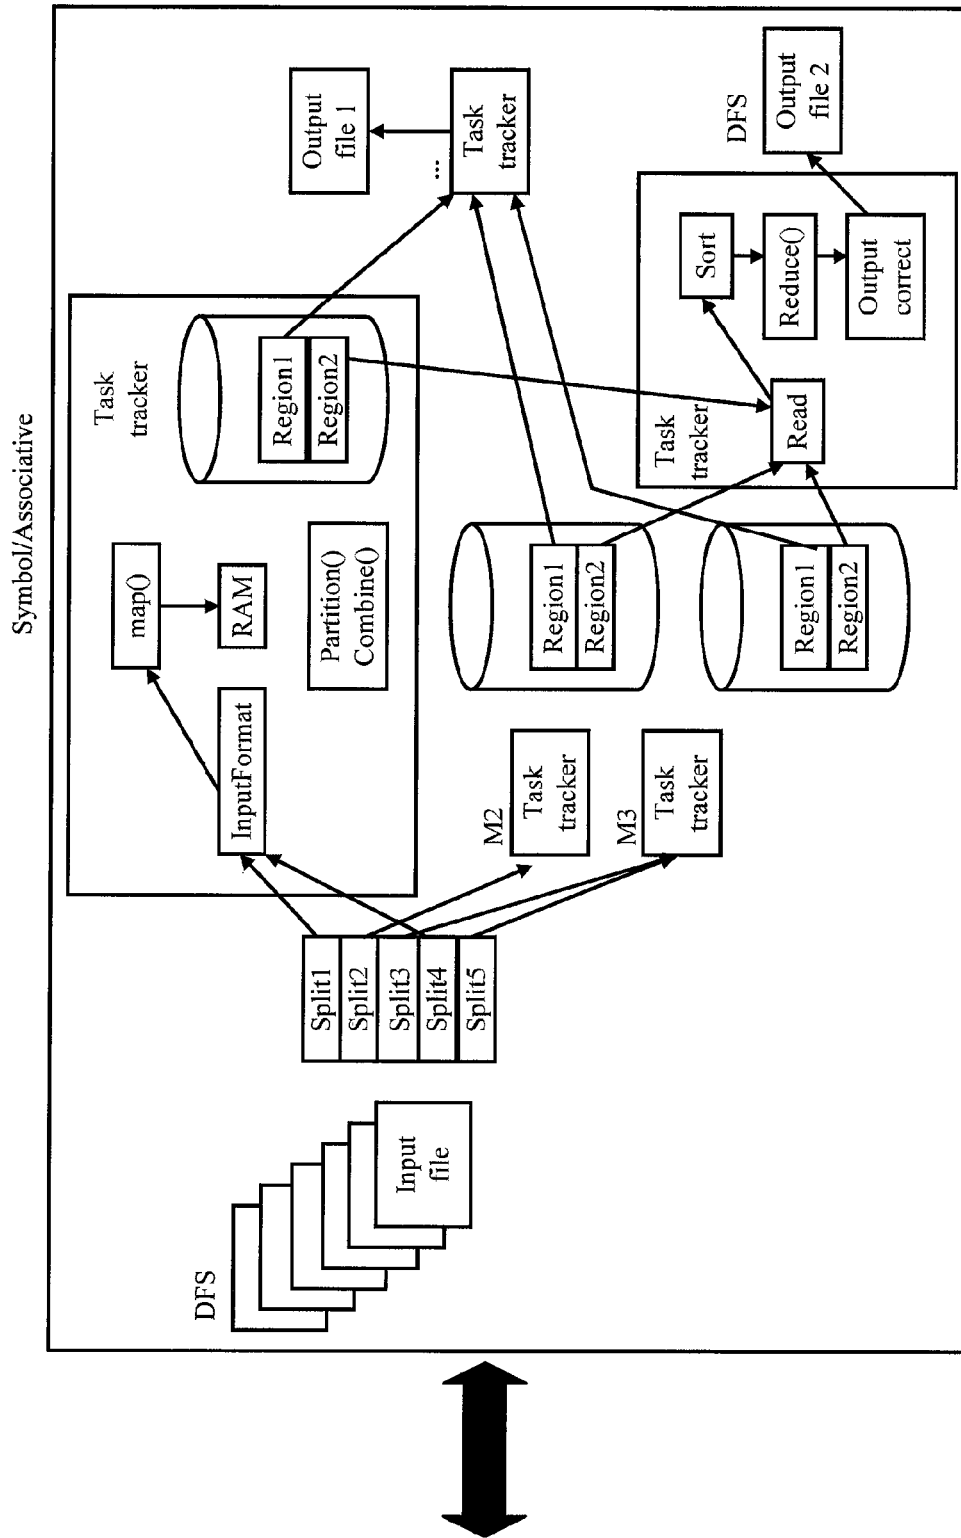 Symbol/Associative
DFS
Input
file
Split1
Split2
Split3
Split4
Split5
InputFormat
map()
RAM
Partition()
Combine()
Task
tracker
Region1
Region2
M2
Task
tracker
M3
Task
tracker
Region1
Region2
Region1
Region2
Output
file 1
...
Task
tracker
Task
tracker
Read
Sort
Reduce()
Output
correct
DFS
Output
file 2